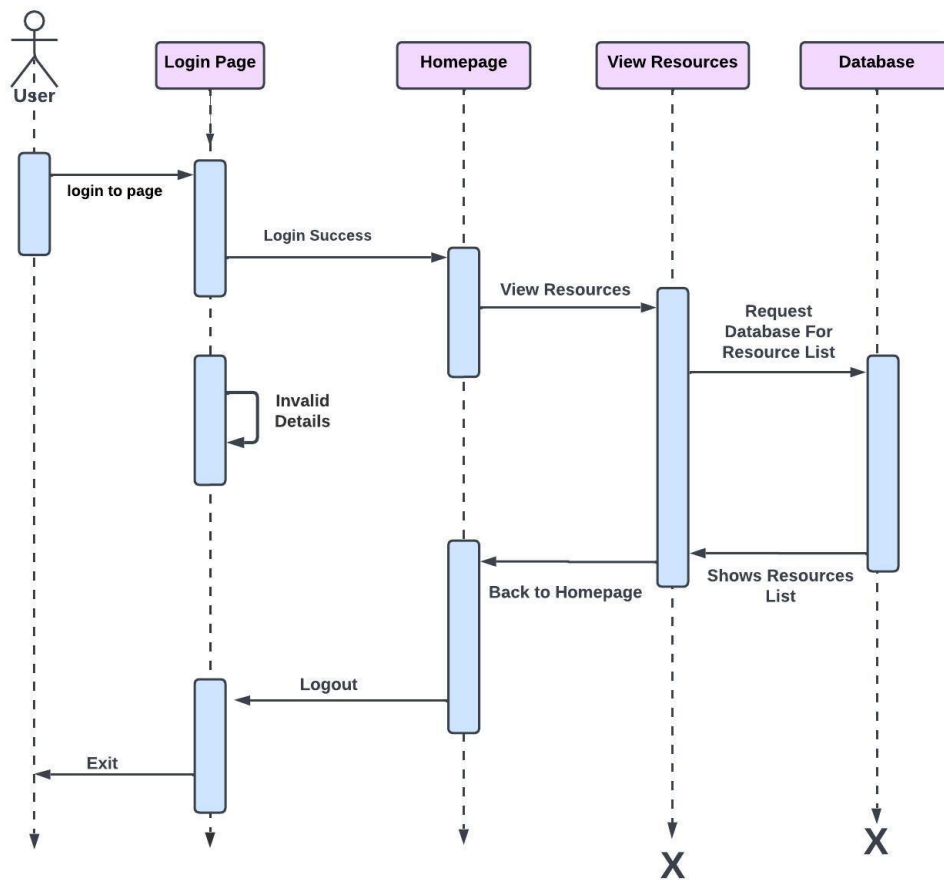 User
Login Page
Homepage
View Resources
Database
login to page
Login Success
View Resources
Request
Database For
Resource List
Invalid
Details
Back to Homepage
Shows Resources
List
Logout
Exit
X
X